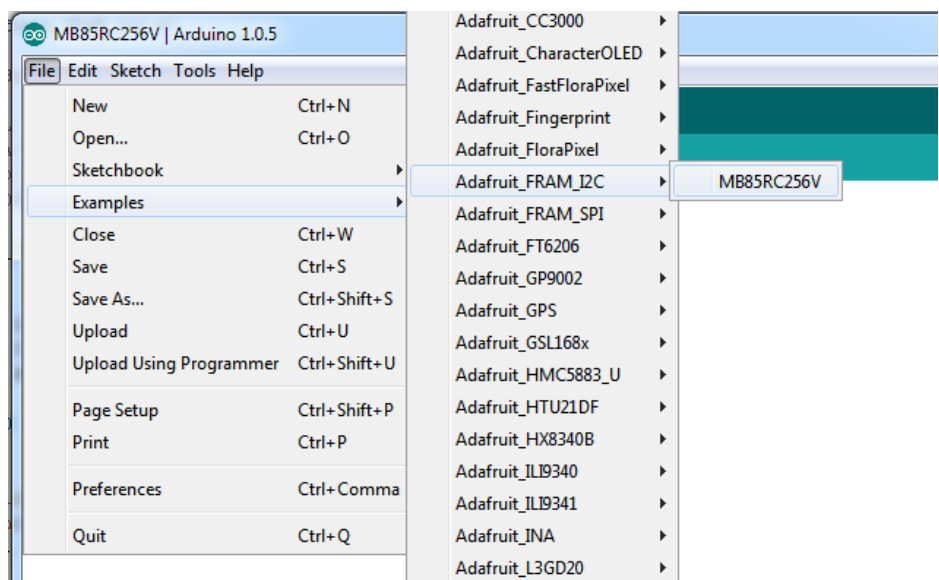 MB85RC256V | Arduino 1.0.5
File Edit Sketch Tools Help
New Ctrl+N
Open... Ctrl+O
Sketchbook
Examples
Close Ctrl+W
Save Ctrl+S
Save As... Ctrl+Shift+S
Upload Ctrl+U
Upload Using Programmer Ctrl+Shift+U
Page Setup Ctrl+Shift+P
Print Ctrl+P
Preferences Ctrl+Comma
Quit Ctrl+Q
Adafruit_CC3000
Adafruit_CharacterOLED
Adafruit_FastFloraPixel
Adafruit_Fingerprint
Adafruit_FloraPixel
Adafruit_FRAM_I2C
Adafruit_FRAM_SPI
Adafruit_FT6206
Adafruit_GP9002
Adafruit_GPS
Adafruit_GSL168x
Adafruit_HMC5883_U
Adafruit_HTU21DF
Adafruit_HX8340B
Adafruit_ILI9340
Adafruit_ILI9341
Adafruit_INA
Adafruit_L3GD20
MB85RC256V